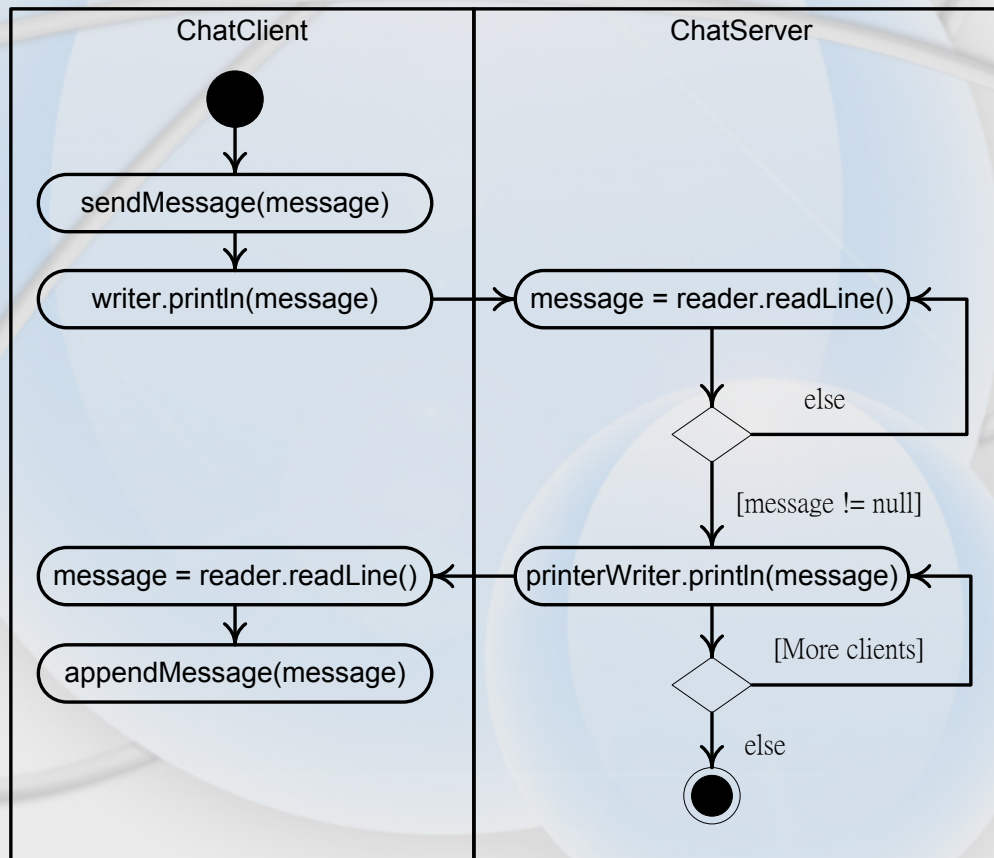 ChatClient
ChatServer
sendMessage(message)
writer.println(message)
message = reader.readLine()
else
[message != null]
message = reader.readLine()
printerWriter.println(message)
[More clients]
appendMessage(message)
else